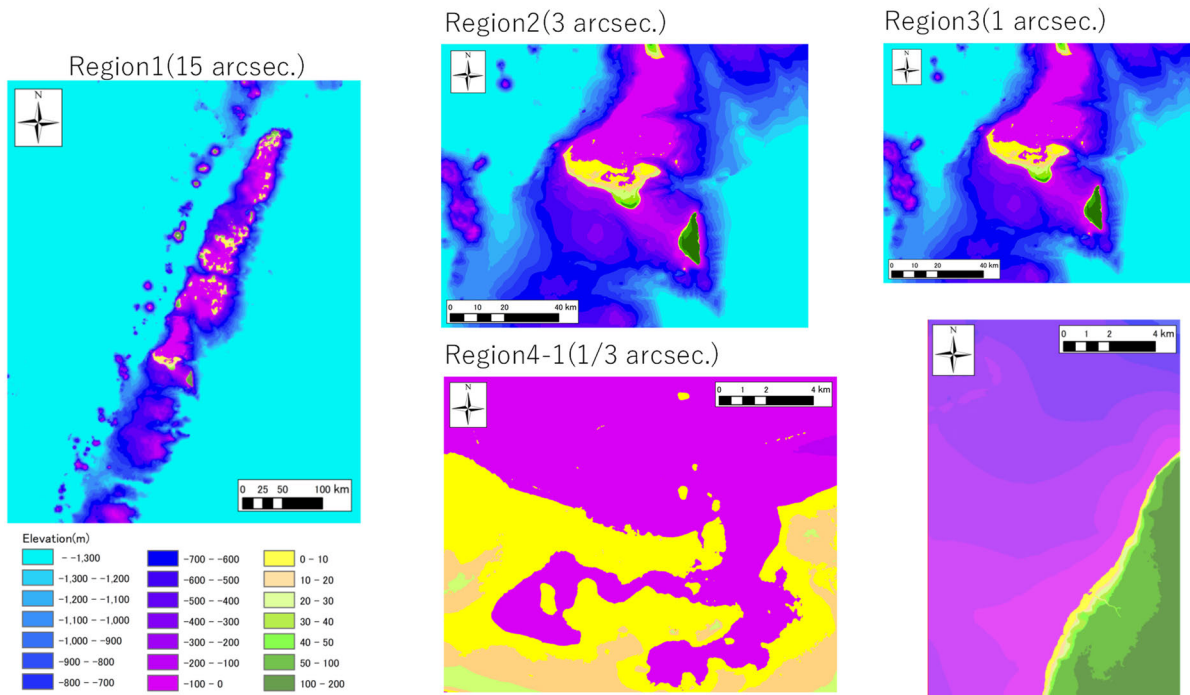 Region1(15 arcsec.)
N
0 25 50 100 km
Region2(3 arcsec.)
N
0 10 20 40 km
Region3(1 arcsec.)
N
0 10 20 40 km
Region4-1(1/3 arcsec.)
N
0 1 2 4 km
N
0 1 2 4 km
Elevation(m)
- -1,300
-1,300 - -1,200
-1,200 - -1,100
-1,100 - -1,000
-1,000 - -900
-900 - -800
-800 - -700
-700 - -600
-600 - -500
-500 - -400
-400 - -300
-300 - -200
-200 - -100
-100 - 0
0 - 10
10 - 20
20 - 30
30 - 40
40 - 50
50 - 100
100 - 200